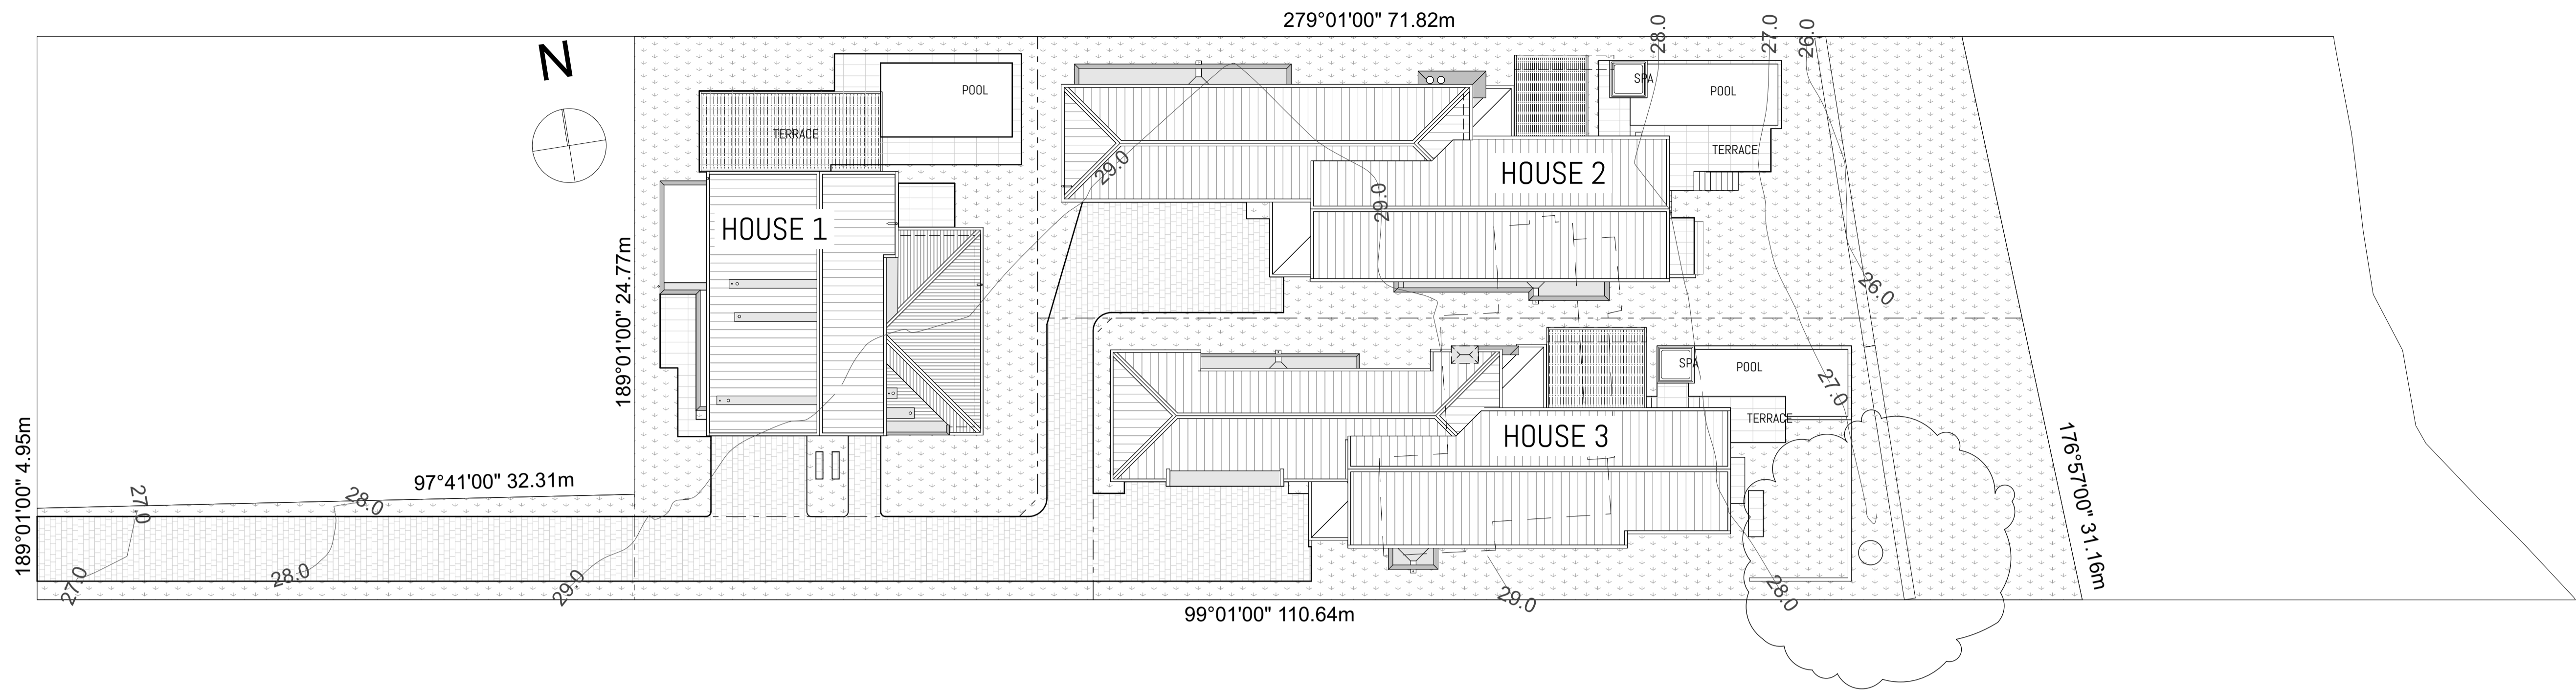 279°01'00" 71.82m
N
28.0
27.0
26.0
SPA
POOL
POOL
TERRACE
TERRACE
29.0
HOUSE 2
29.0
HOUSE 1
189°01'00" 24.77m
26.0
SPA
POOL
27.0
TERRACE
HOUSE 3
189°01'00" 4.95m
97°41'00" 32.31m
27.0
28.0
176°57'00" 31.16m
27.0
28.0
29.0
29.0
28.0
99°01'00" 110.64m